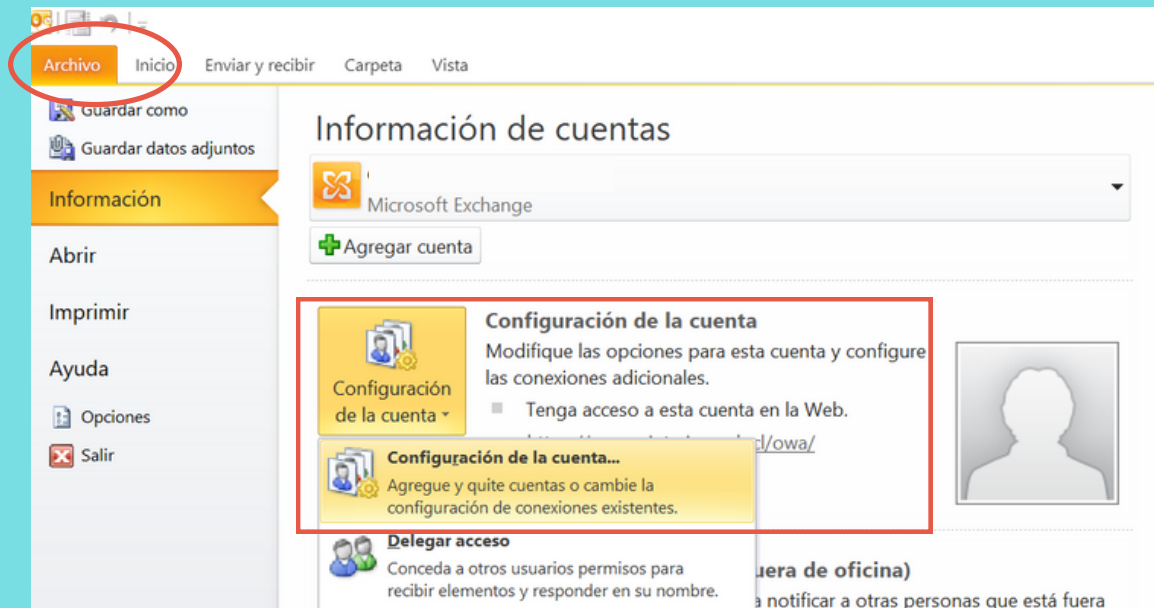 Archivo
Inicio
Enviar y recibir
Carpeta
Vista
Guardar como
Guardar datos adjuntos
Información
Abrir
Imprimir
Ayuda
Opciones
Salir
Información de cuentas
Microsoft Exchange
Agregar cuenta
Configuración
de la cuenta
Configuración de la cuenta
Modifique las opciones para esta cuenta y configure
las conexiones adicionales.
Tenga acceso a esta cuenta en la Web.
/owa/
Configuración de la cuenta...
Agregue y quite cuentas o cambie la
configuración de conexiones existentes.
Delegar acceso
Conceda a otros usuarios permisos para
recibir elementos y responder en su nombre.
de oficina)
notificar a otras personas que está fuera